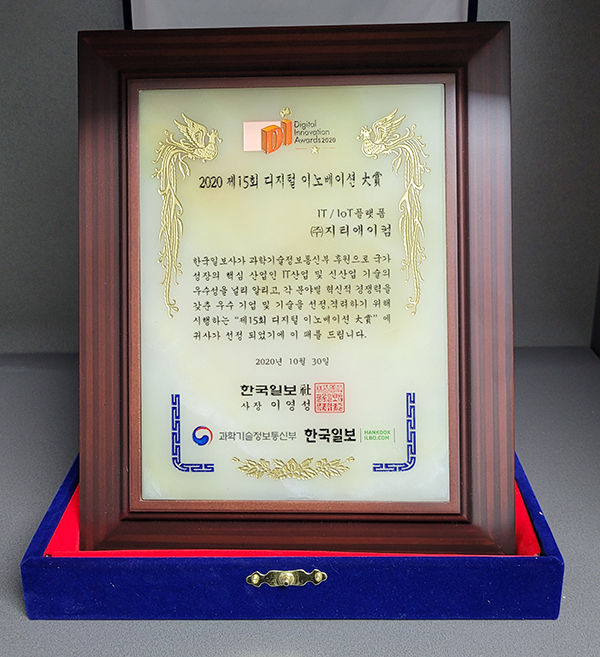 Di Digital
Innovation
Awards 2020
2020 제15회 디지털 이노베이션 大賞
IT / IoT플랫폼
㈜지티에이컴
한국일보사가 과학기술정보통신부 후원으로 국가
성장의 핵심 산업인 IT산업 및 신산업 기술의
우수성을 널리 알리고, 각 분야별 혁신적 경쟁력을
갖춘 우수 기업 및 기술을 선정,격려하기 위해
시행하는 “제15회 디지털 이노베이션 大賞” 에
귀사가 선정 되었기에 이 패를 드립니다.
2020년 10월 30일
한국일보社
사장 이영성
과학기술정보통신부 한국일보 HANKOOK
ILBO.COM